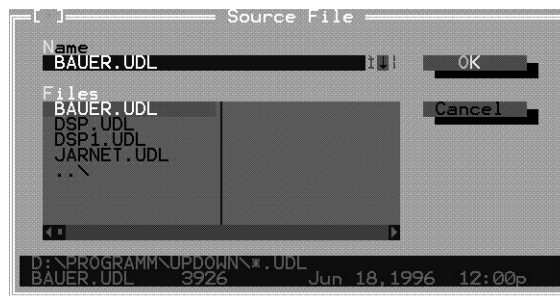 Source File
Name
BAUER.UDL
OK
Files
BAUER.UDL
DSP.UDL
DSP1.UDL
JARNET.UDL
..\
Cancel
D:\PROGRAMM\UPDOWN\*.UDL
BAUER.UDL 3926 Jun 18,1996 12:00p